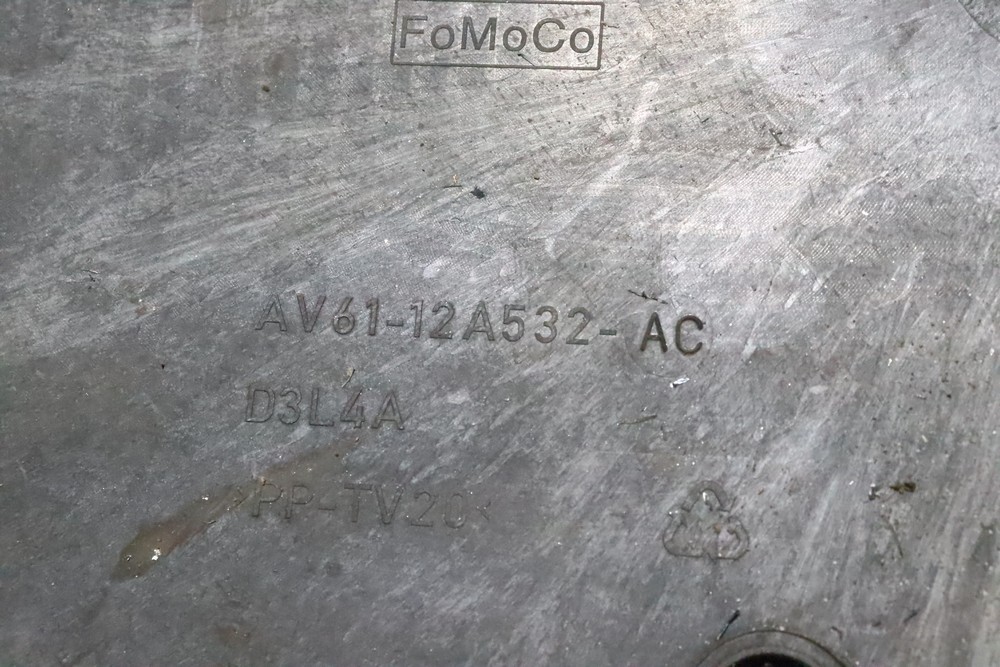 FoMoCo
AV61-12A532-AC
D3L4A
>PP-TV20<